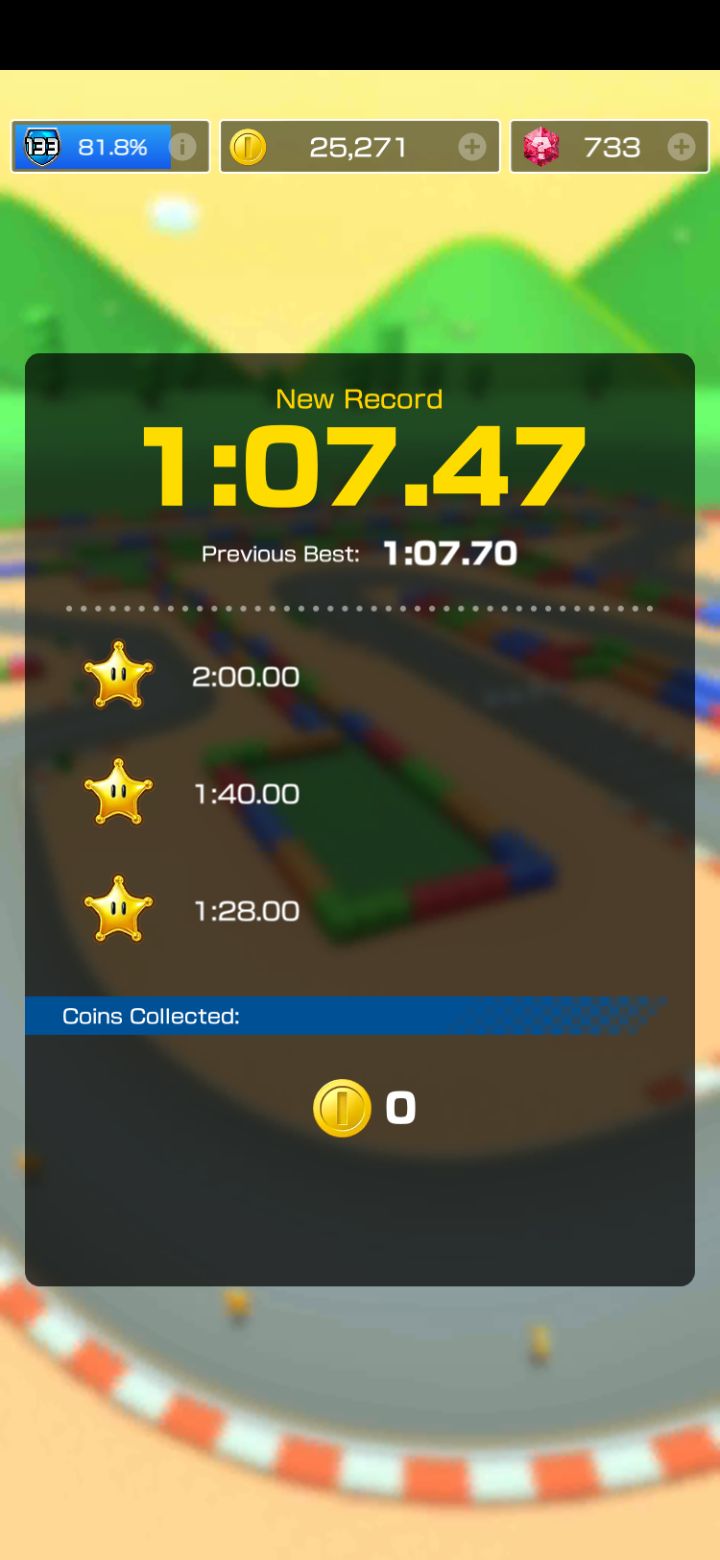 133 81.8% i 25,271 + ? 733 +
New Record
1:07.47
Previous Best: 1:07.70
2:00.00
1:40.00
1:28.00
Coins Collected:
0